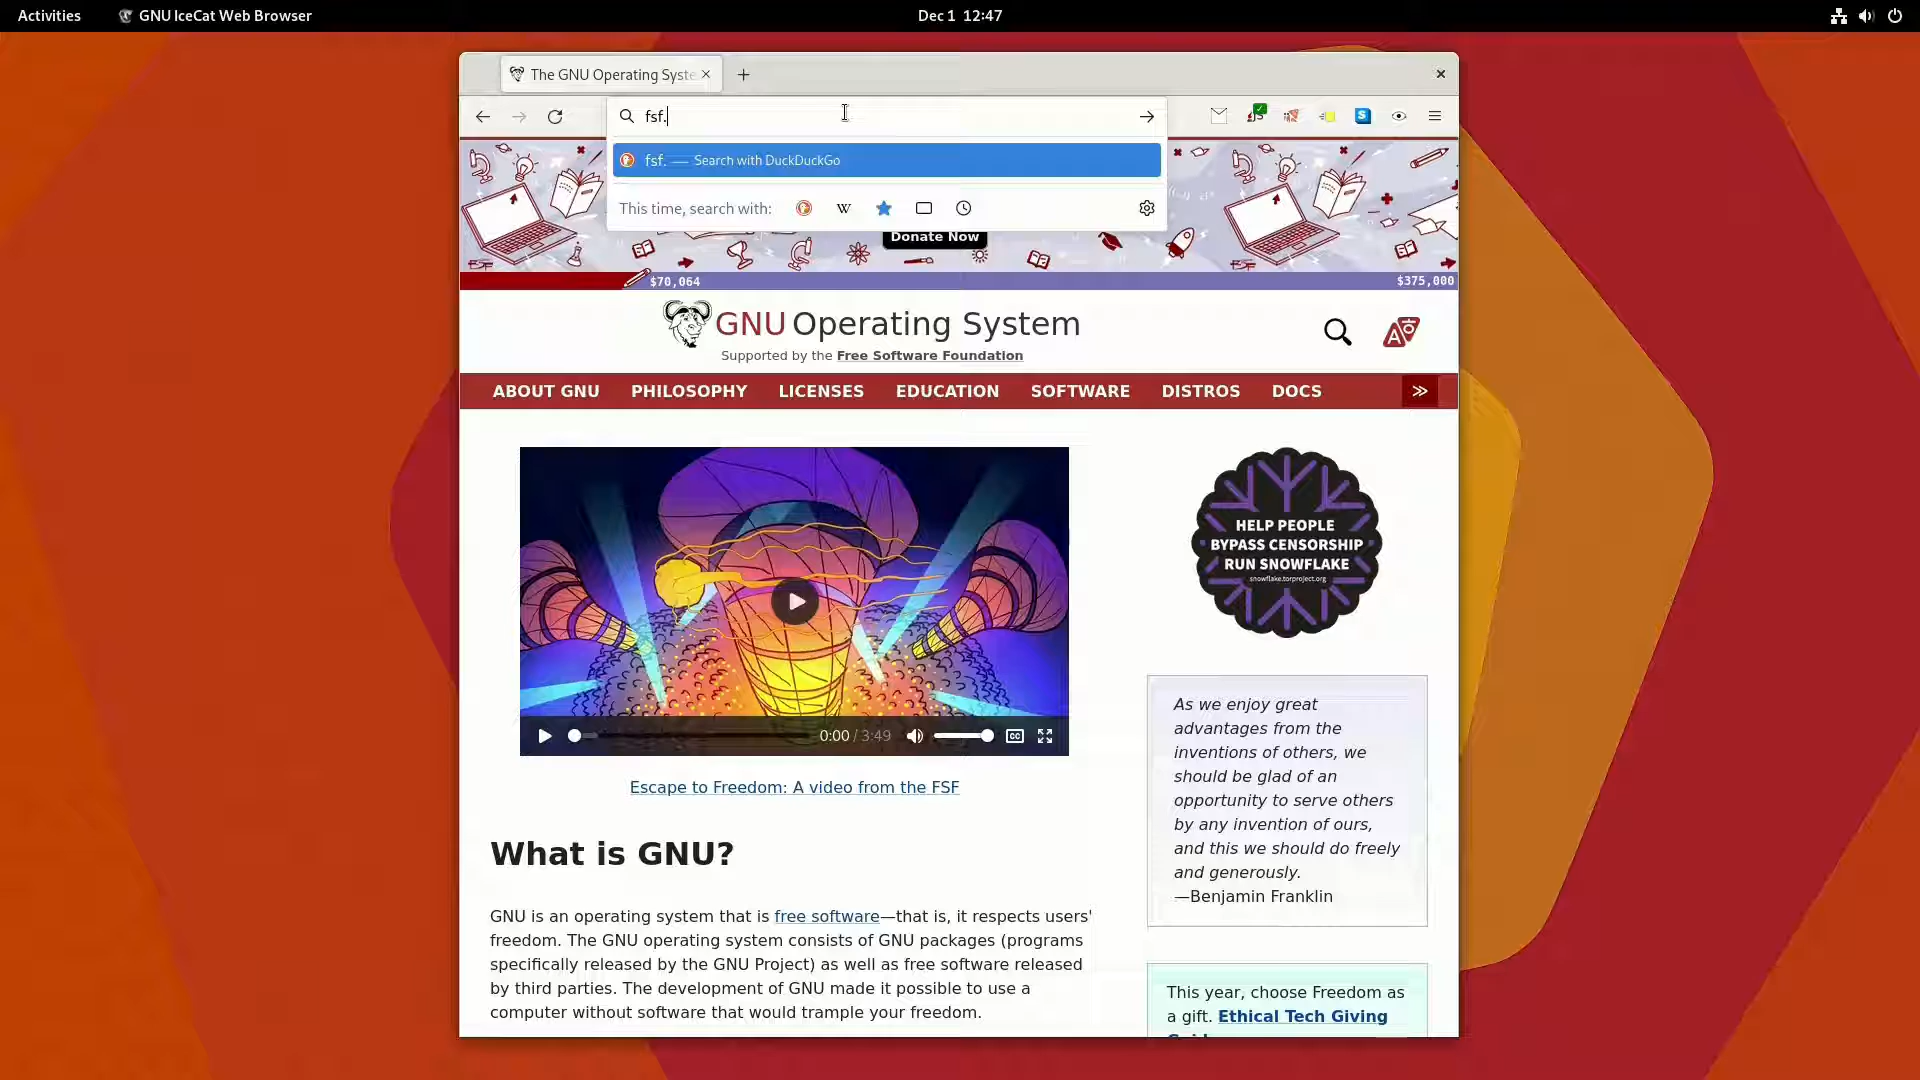 Activities
GNU IceCat Web Browser
Dec 1 12:47
The GNU Operating Syste
fsf.
fsf. — Search with DuckDuckGo
This time, search with:
Donate Now
$70,064
$375,000
GNU Operating System
Supported by the Free Software Foundation
ABOUT GNU PHILOSOPHY LICENSES EDUCATION SOFTWARE DISTROS DOCS
0:00 / 3:49
CC
Escape to Freedom: A video from the FSF
What is GNU?
GNU is an operating system that is free software—that is, it respects users'
freedom. The GNU operating system consists of GNU packages (programs
specifically released by the GNU Project) as well as free software released
by third parties. The development of GNU made it possible to use a
computer without software that would trample your freedom.
HELP PEOPLE
BYPASS CENSORSHIP
RUN SNOWFLAKE
snowflake.torproject.org
As we enjoy great
advantages from the
inventions of others, we
should be glad of an
opportunity to serve others
by any invention of ours,
and this we should do freely
and generously.
—Benjamin Franklin
This year, choose Freedom as
a gift. Ethical Tech Giving